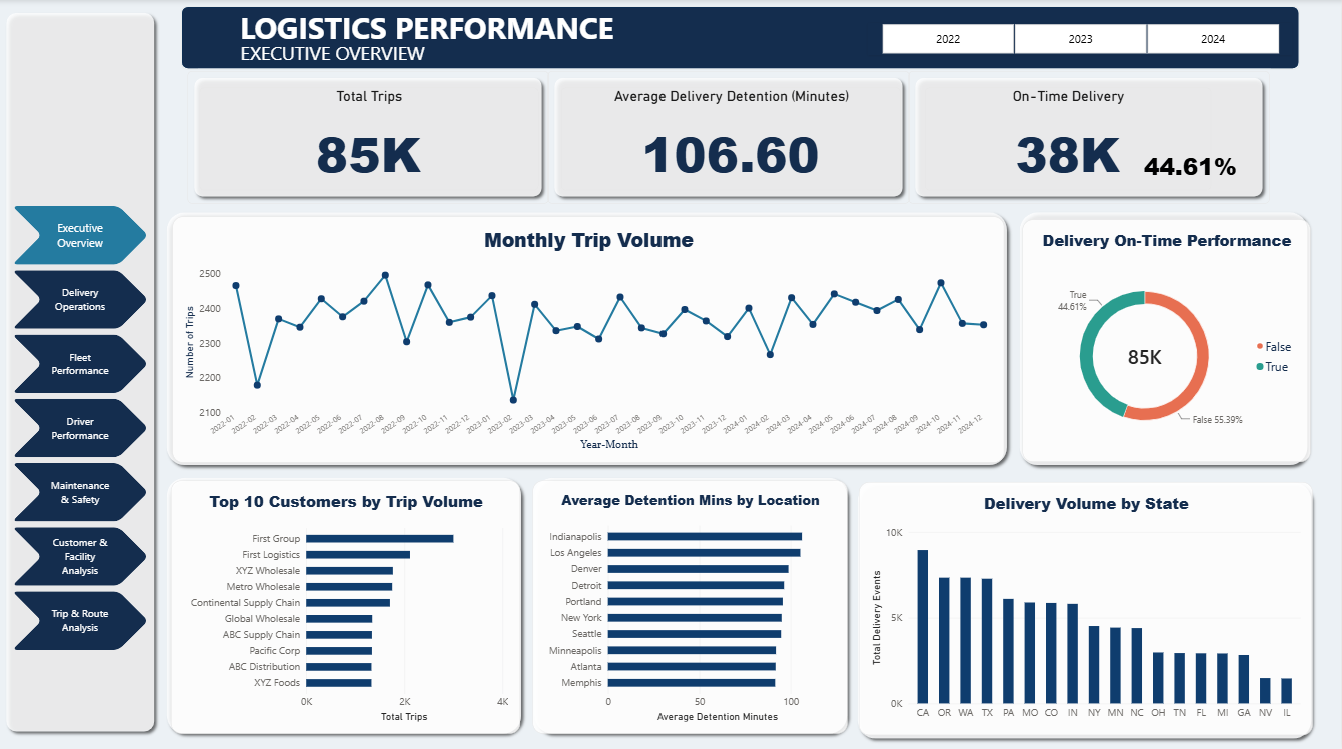 LOGISTICS PERFORMANCE
EXECUTIVE OVERVIEW
2022
2023
2024
Total Trips
85K
Average Delivery Detention (Minutes)
106.60
On-Time Delivery
38K
44.61%
Executive
Overview
Delivery
Operations
Fleet
Performance
Driver
Performance
Maintenance
& Safety
Customer &
Facility
Analysis
Trip & Route
Analysis
Monthly Trip Volume
Number of Trips
2500
2400
2300
2200
2100
2022-01
2022-02
2022-03
2022-04
2022-05
2022-06
2022-07
2022-08
2022-09
2022-10
2022-11
2022-12
2023-01
2023-02
2023-03
2023-04
2023-05
2023-06
2023-07
2023-08
2023-09
2023-10
2023-11
2023-12
2024-01
2024-02
2024-03
2024-04
2024-05
2024-06
2024-07
2024-08
2024-09
2024-10
2024-11
2024-12
Year-Month
Delivery On-Time Performance
True
44.61%
85K
False 55.39%
False
True
Top 10 Customers by Trip Volume
First Group
First Logistics
XYZ Wholesale
Metro Wholesale
Continental Supply Chain
Global Wholesale
ABC Supply Chain
Pacific Corp
ABC Distribution
XYZ Foods
0K
2K
4K
Total Trips
Average Detention Mins by Location
Indianapolis
Los Angeles
Denver
Detroit
Portland
New York
Seattle
Minneapolis
Atlanta
Memphis
0
50
100
Average Detention Minutes
Delivery Volume by State
Total Delivery Events
10K
5K
0K
CA
OR
WA
TX
PA
MO
CO
IN
NY
MN
NC
OH
TN
FL
MI
GA
NV
IL